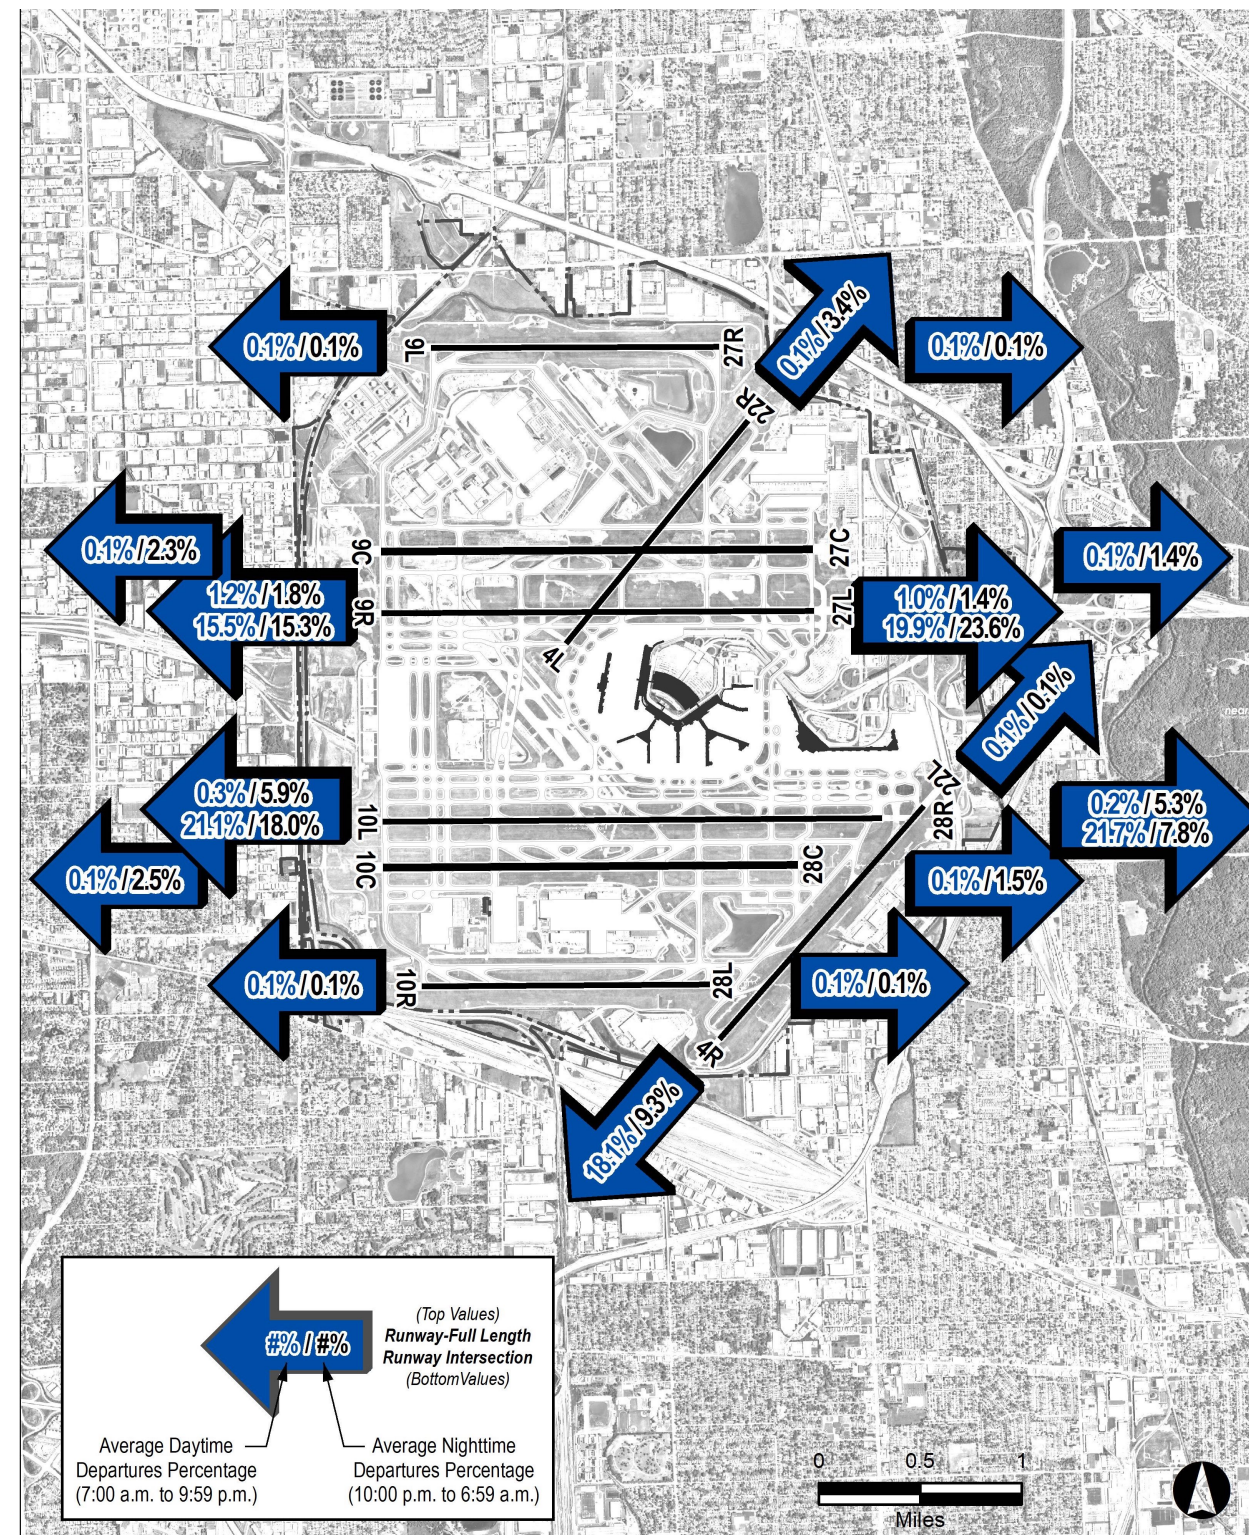 0.1% / 3.4%
0.1% / 0.1%
0.1% / 0.1%
9L
27R
22R
0.1% / 2.3%
9C
27C
0.1% / 1.4%
1.2% / 1.8%
15.5% / 15.3%
9R
27L
1.0% / 1.4%
19.9% / 23.6%
4L
0.1% / 0.1%
22L
0.3% / 5.9%
21.1% / 18.0%
10L
28R
0.2% / 5.3%
21.7% / 7.8%
0.1% / 2.5%
10C
28C
0.1% / 1.5%
0.1% / 0.1%
10R
28L
0.1% / 0.1%
4R
18.1% / 9.3%
(Top Values)
Runway-Full Length
Runway Intersection
(BottomValues)
#% / #%
Average Daytime
Departures Percentage
(7:00 a.m. to 9:59 p.m.)
Average Nighttime
Departures Percentage
(10:00 p.m. to 6:59 a.m.)
0 0.5 1
Miles